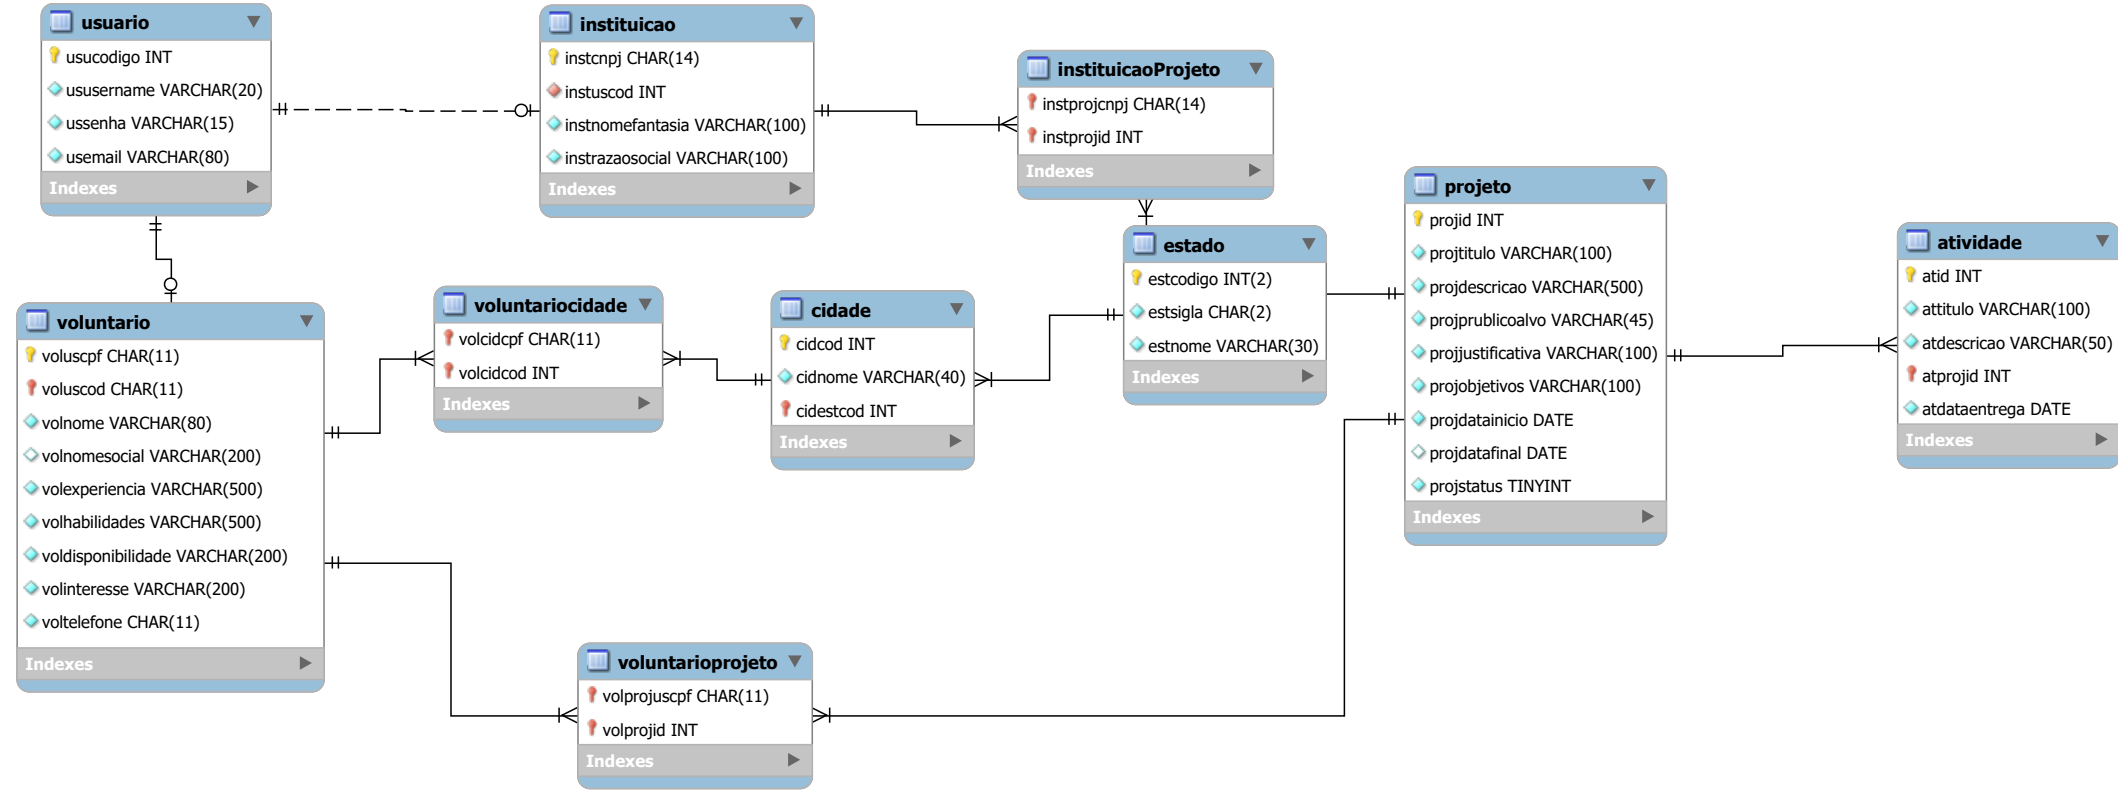 usuario
usucodigo INT
ususername VARCHAR(20)
ussenha VARCHAR(15)
usemail VARCHAR(80)
Indexes
instituicao
instcnpj CHAR(14)
instuscod INT
instnomefantasia VARCHAR(100)
instrazaosocial VARCHAR(100)
Indexes
instituicaoProjeto
instprojcnpj CHAR(14)
instprojid INT
Indexes
projeto
projid INT
projtitulo VARCHAR(100)
projdescricao VARCHAR(500)
projprublicoalvo VARCHAR(45)
projjustificativa VARCHAR(100)
projobjetivos VARCHAR(100)
projdatainicio DATE
projdatafinal DATE
projstatus TINYINT
Indexes
atividade
atid INT
attitulo VARCHAR(100)
atdescricao VARCHAR(50)
atprojid INT
atdataentrega DATE
Indexes
estado
estcodigo INT(2)
estsigla CHAR(2)
estnome VARCHAR(30)
Indexes
voluntario
voluscpf CHAR(11)
voluscod CHAR(11)
volnome VARCHAR(80)
volnomesocial VARCHAR(200)
volexperiencia VARCHAR(500)
volhabilidades VARCHAR(500)
voldisponibilidade VARCHAR(200)
volinteresse VARCHAR(200)
voltelefone CHAR(11)
Indexes
voluntariocidade
volcidcpf CHAR(11)
volcidcod INT
Indexes
cidade
cidcod INT
cidnome VARCHAR(40)
cidestcod INT
Indexes
voluntarioprojeto
volprojuscpf CHAR(11)
volprojid INT
Indexes